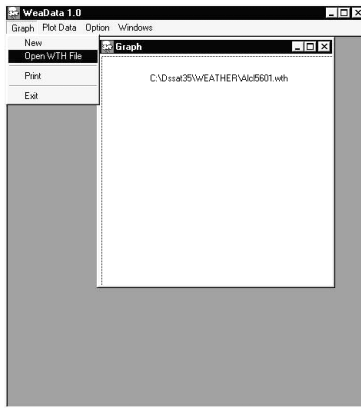 WeaData 1.0
Graph Plot Data Option Windows
New
Open WTH File
Print
Exit
Graph
C:\Dssat35\WEATHER\Alcl5601.wth